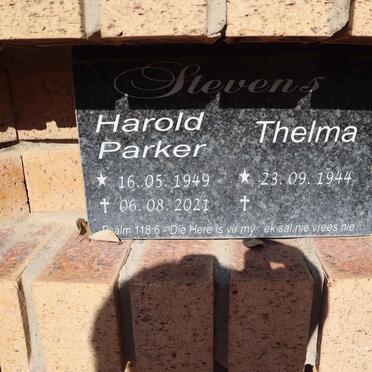 Stevens
Harold Thelma
Parker
★ 16. 05. 1949 - ★ 23. 09. 1944
✝ 06. 08. 2021 ✝
Psalm 118:6 - Die Here is vir my ek sal nie vrees nie